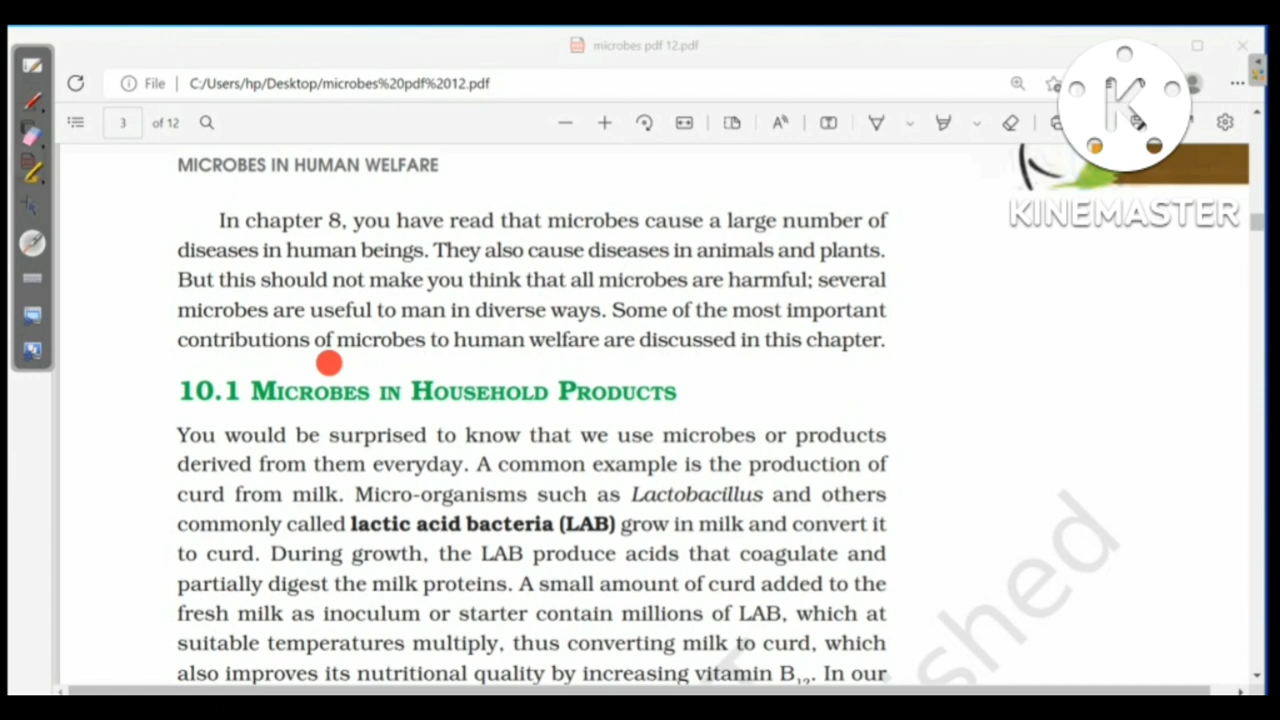 microbes pdf 12.pdf
File | C:/Users/hp/Desktop/microbes%20pdf%2012.pdf
3 of 12
KINEMASTER
MICROBES IN HUMAN WELFARE
In chapter 8, you have read that microbes cause a large number of
diseases in human beings. They also cause diseases in animals and plants.
But this should not make you think that all microbes are harmful; several
microbes are useful to man in diverse ways. Some of the most important
contributions of microbes to human welfare are discussed in this chapter.
10.1 MICROBES IN HOUSEHOLD PRODUCTS
You would be surprised to know that we use microbes or products
derived from them everyday. A common example is the production of
curd from milk. Micro-organisms such as Lactobacillus and others
commonly called lactic acid bacteria (LAB) grow in milk and convert it
to curd. During growth, the LAB produce acids that coagulate and
partially digest the milk proteins. A small amount of curd added to the
fresh milk as inoculum or starter contain millions of LAB, which at
suitable temperatures multiply, thus converting milk to curd, which
also improves its nutritional quality by increasing vitamin B12. In our
shed